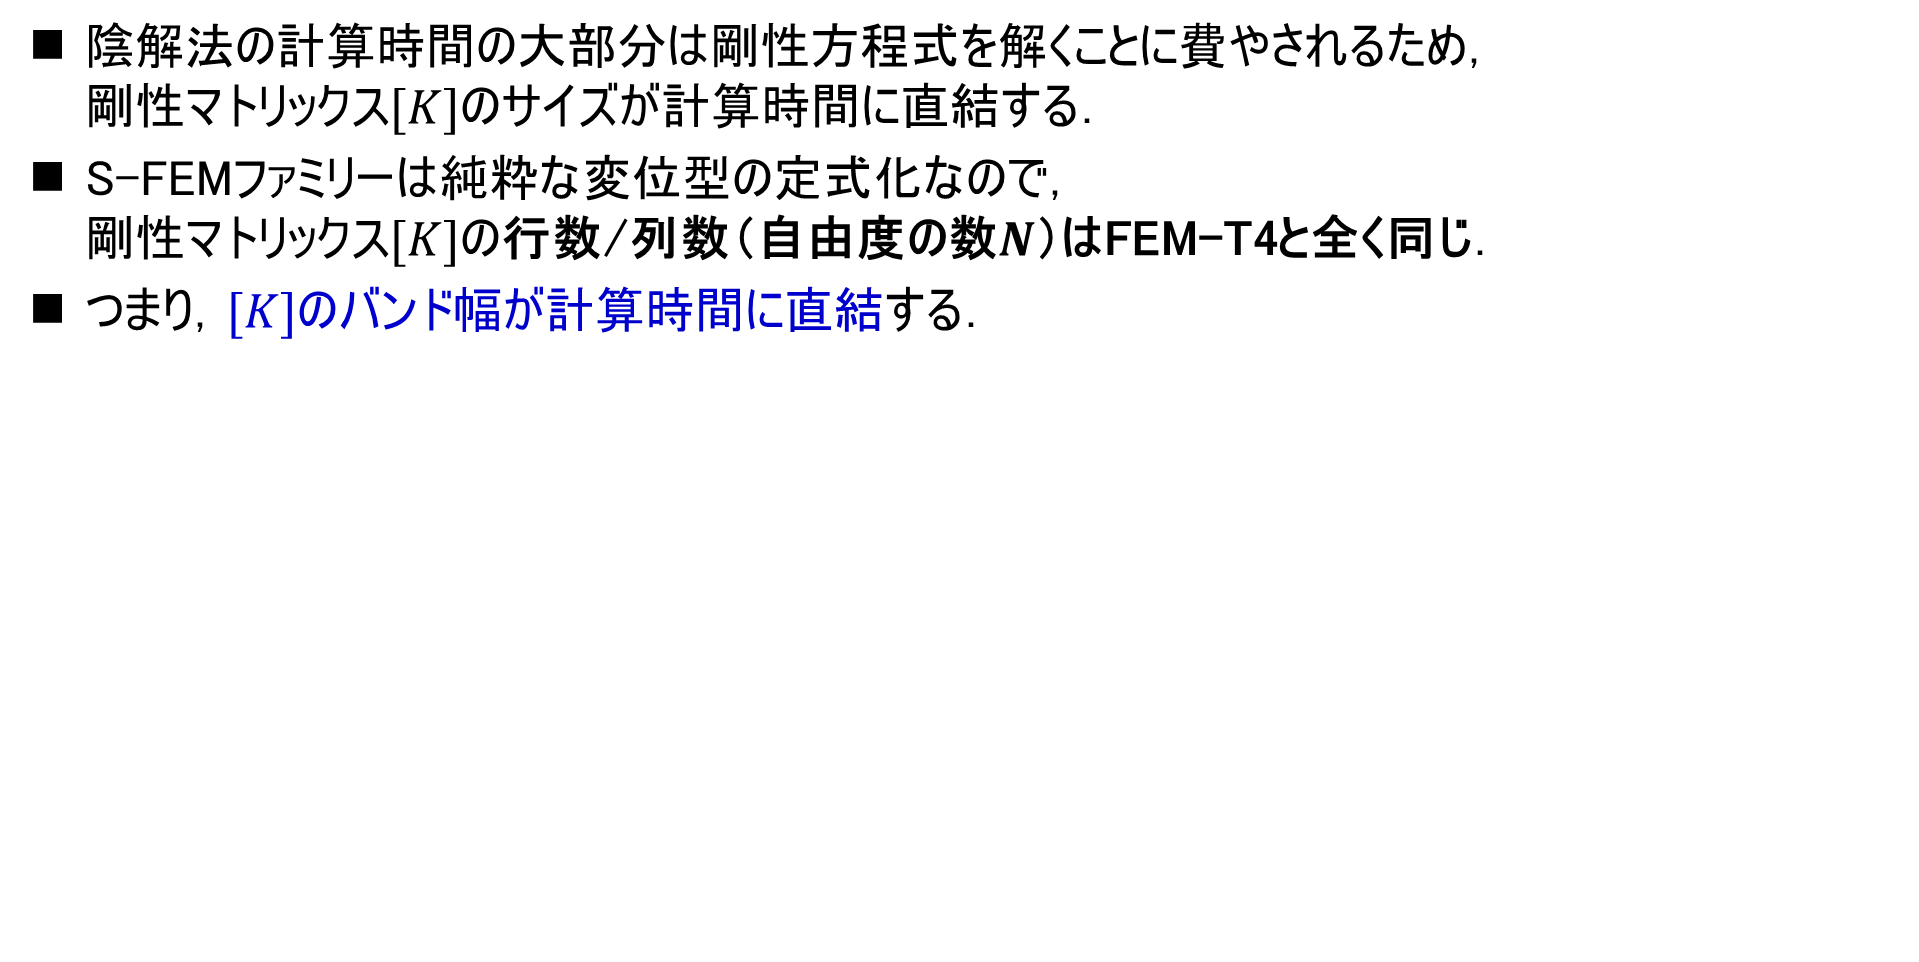 ■ 陰解法の計算時間の大部分は剛性方程式を解くことに費やされるため,
剛性マトリックス[K]のサイズが計算時間に直結する.
■ S-FEMファミリーは純粋な変位型の定式化なので,
剛性マトリックス[K]の行数/列数(自由度の数N)はFEM-T4と全く同じ.
■ つまり, [K]のバンド幅が計算時間に直結する.